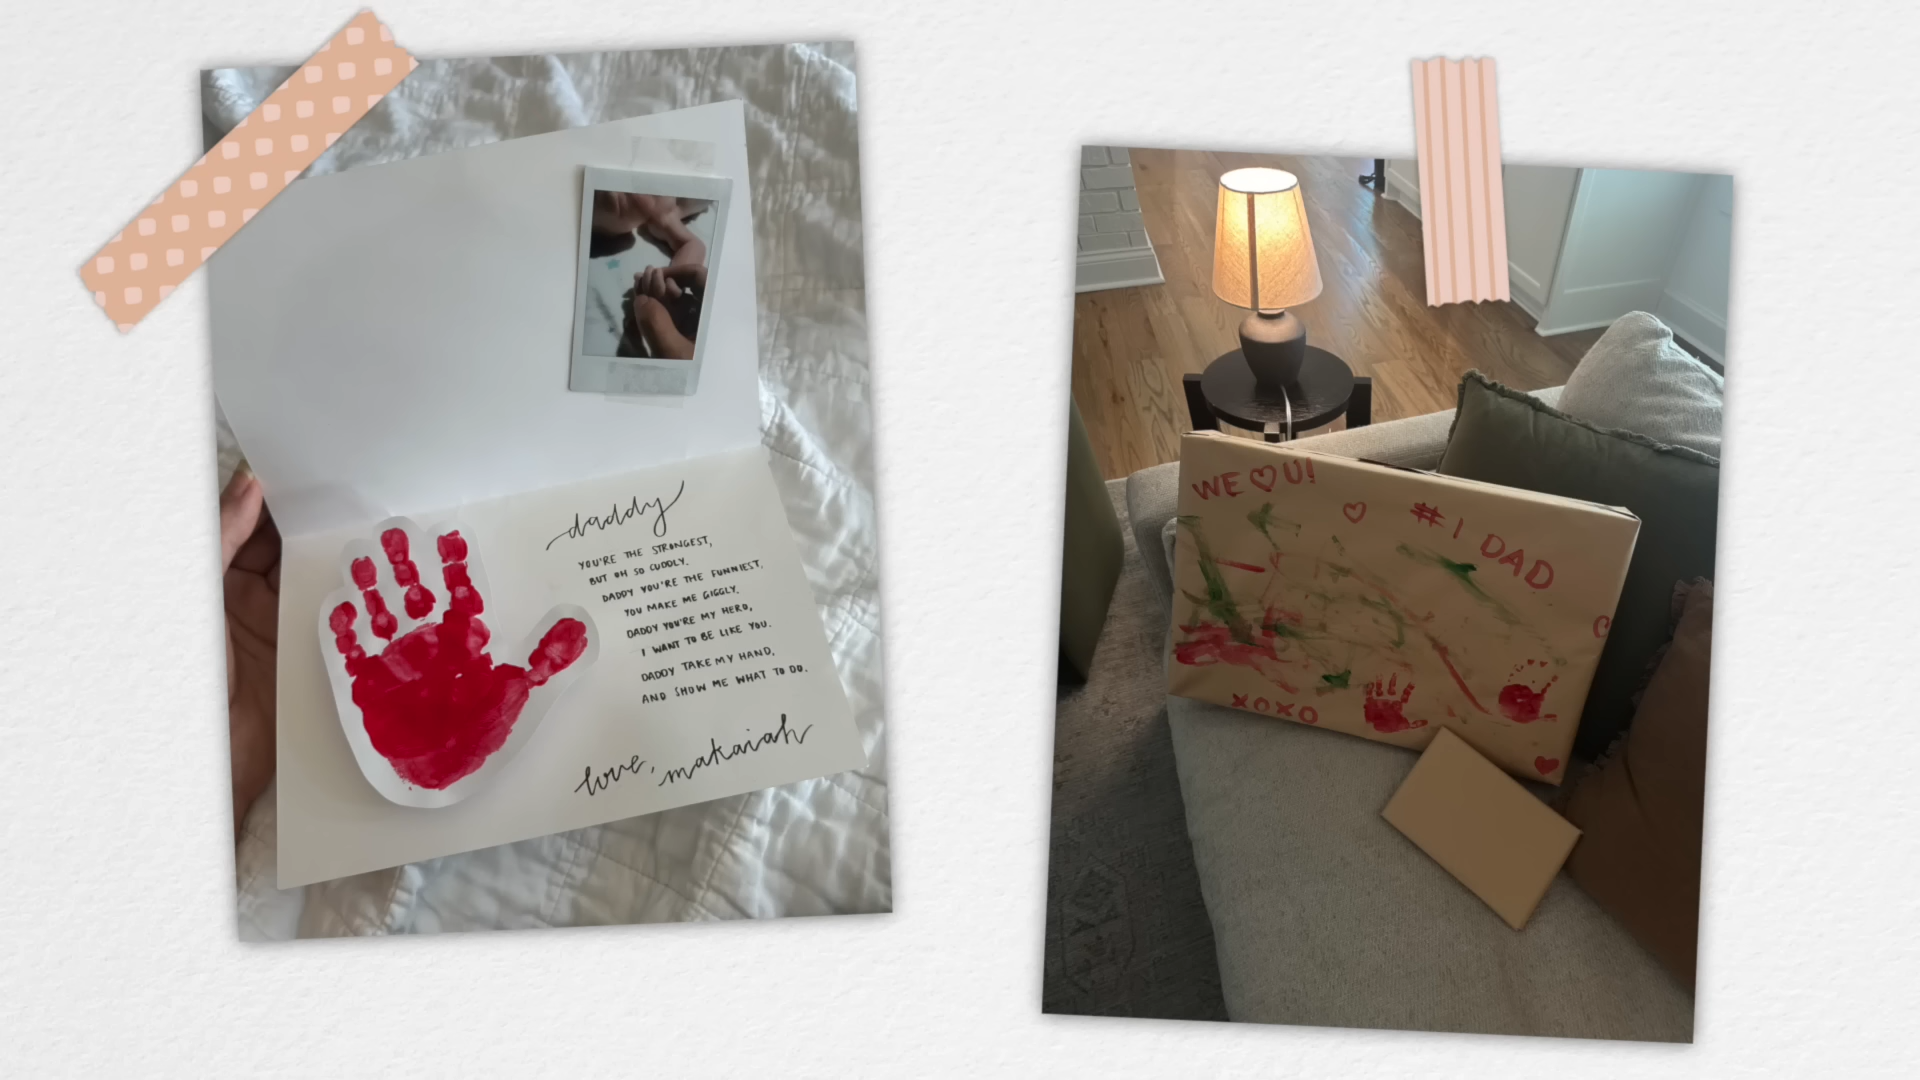 daddy
YOU'RE THE STRONGEST,
BUT OH SO CUDDLY.
DADDY YOU'RE THE FUNNIEST,
YOU MAKE ME GIGGLY.
DADDY YOU'RE MY HERO,
I WANT TO BE LIKE YOU.
DADDY TAKE MY HAND,
AND SHOW ME WHAT TO DO.
love, makaiah
WE ♡ U!
#1 DAD
XOXO